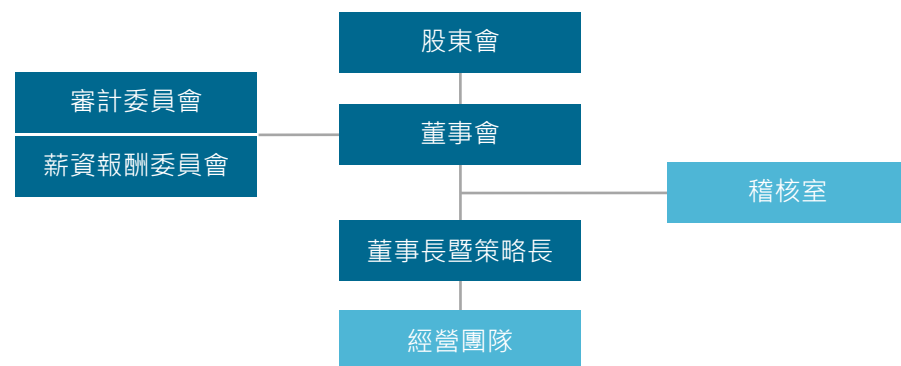 股東會
審計委員會
董事會
薪資報酬委員會
稽核室
董事長暨策略長
經營團隊